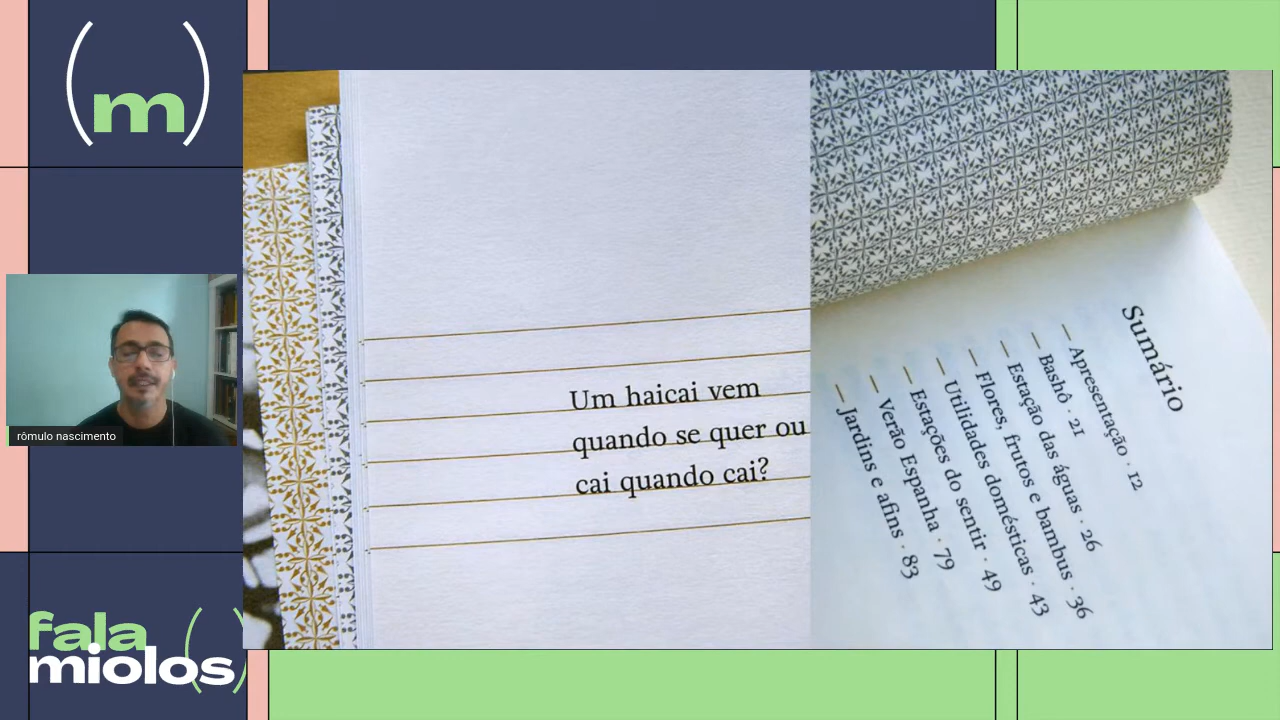 (m)
rômulo nascimento
fala
miolos()
Um haicai vem
quando se quer ou
cai quando cai?
Sumário
— Apresentação · 12
— Bashô · 21
— Estação das águas · 26
— Flores, frutos e bambus · 36
— Utilidades domésticas · 43
— Estações do sentir · 49
— Verão Espanha · 79
— Jardins e afins · 83